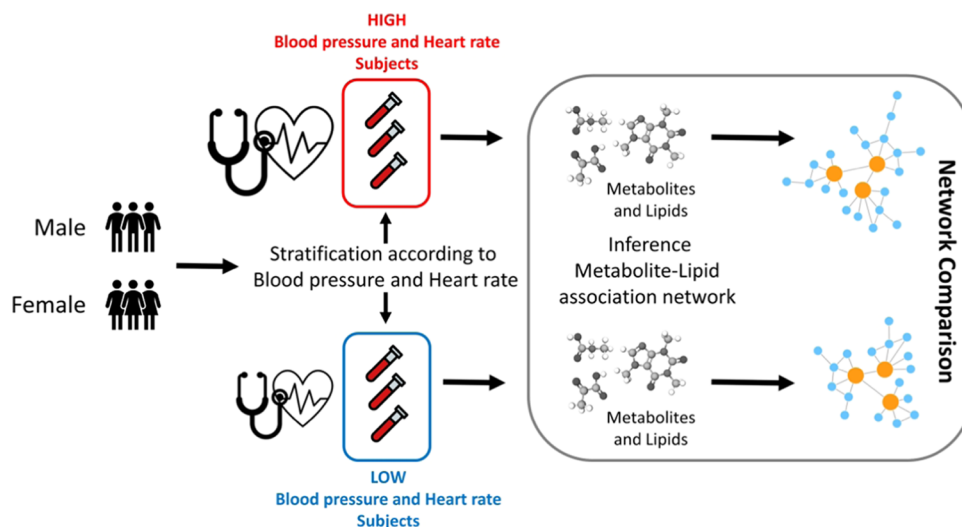 HIGH
Blood pressure and Heart rate
Subjects
Male
Female
Stratification according to
Blood pressure and Heart rate
LOW
Blood pressure and Heart rate
Subjects
Metabolites
and Lipids
Inference
Metabolite-Lipid
association network
Metabolites
and Lipids
Network Comparison